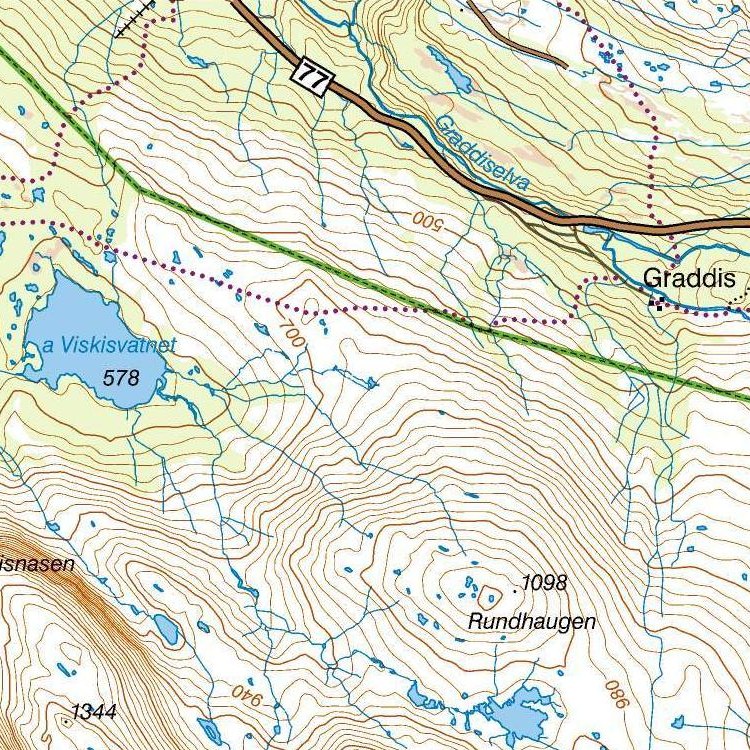 77
Graddiselva
500
Graddis
700
a Viskisvatnet
578
isnasen
1098
Rundhaugen
940
980
1344